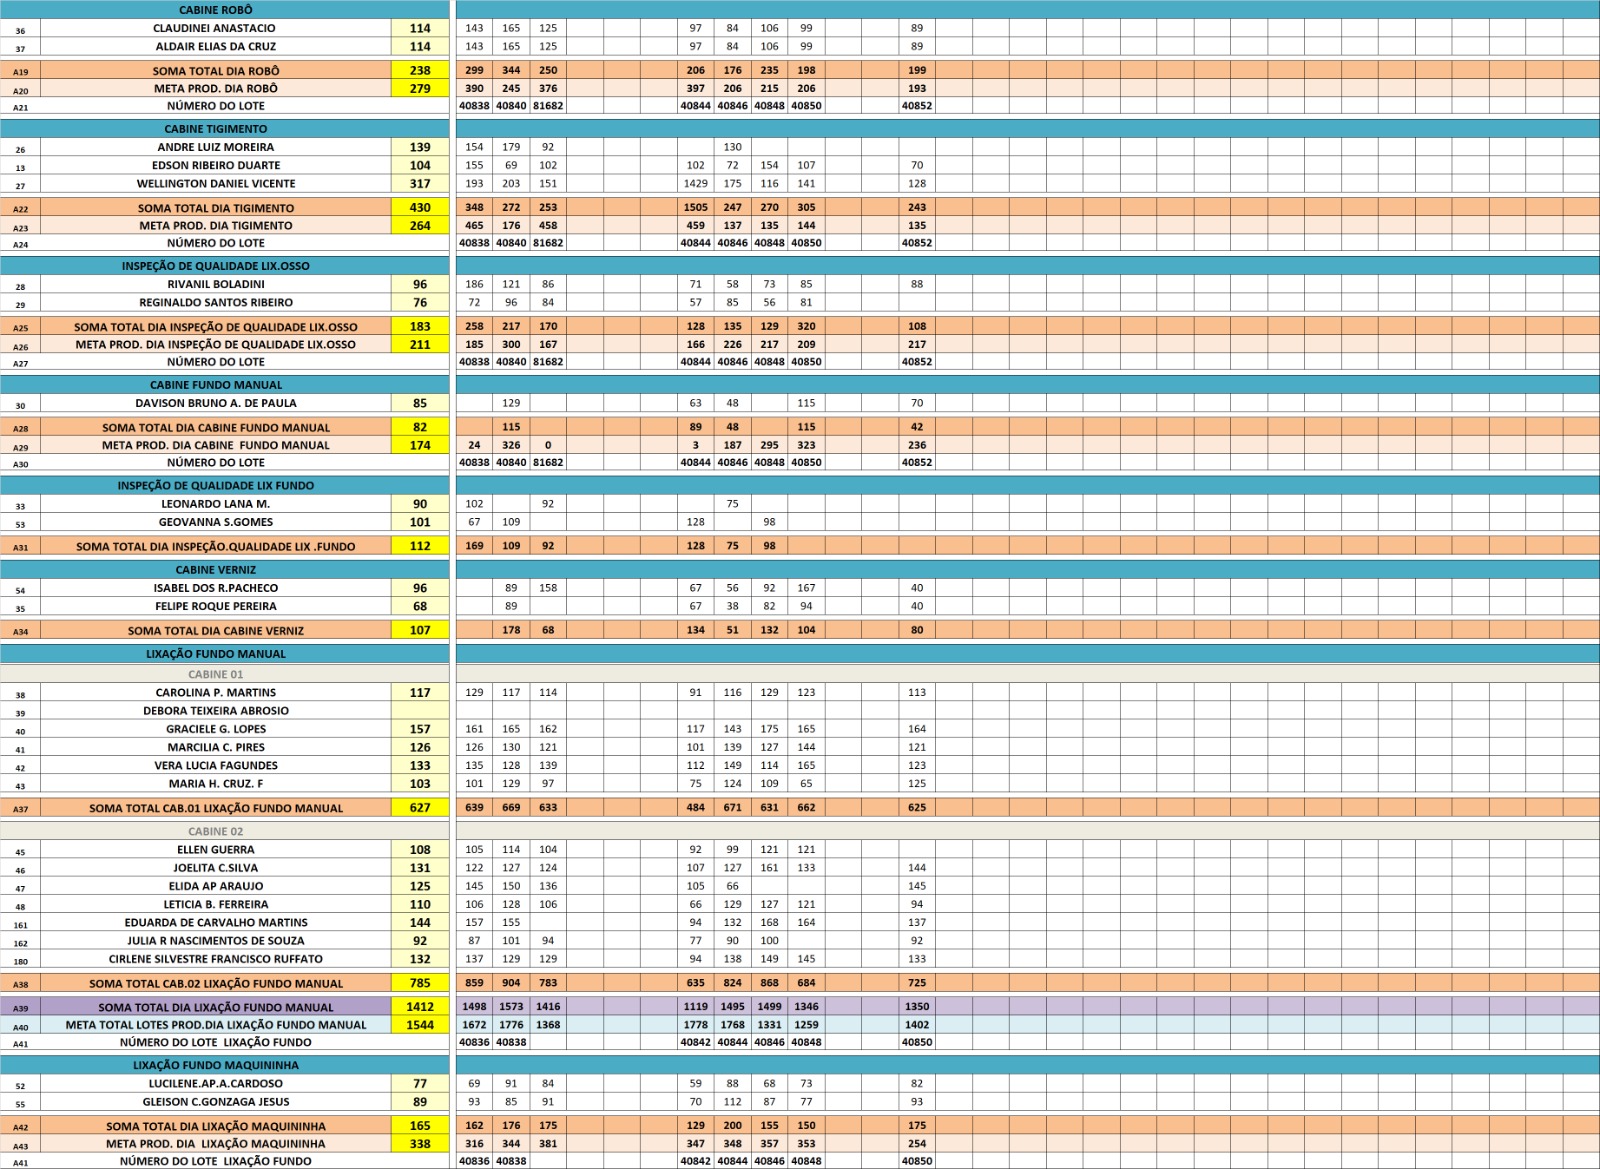 CABINE ROBÔ
36 CLAUDINEI ANASTACIO 114 143 165 125 97 84 106 99 89
37 ALDAIR ELIAS DA CRUZ 114 143 165 125 97 84 106 99 89
A19 SOMA TOTAL DIA ROBÔ 238 299 344 250 206 176 235 198 199
A20 META PROD. DIA ROBÔ 279 390 245 376 397 206 215 206 193
A21 NÚMERO DO LOTE 40838 40840 81682 40844 40846 40848 40850 40852
CABINE TIGIMENTO
26 ANDRE LUIZ MOREIRA 139 154 179 92 130
13 EDSON RIBEIRO DUARTE 104 155 69 102 102 72 154 107 70
27 WELLINGTON DANIEL VICENTE 317 193 203 151 1429 175 116 141 128
A22 SOMA TOTAL DIA TIGIMENTO 430 348 272 253 1505 247 270 305 243
A23 META PROD. DIA TIGIMENTO 264 465 176 458 459 137 135 144 135
A24 NÚMERO DO LOTE 40838 40840 81682 40844 40846 40848 40850 40852
INSPEÇÃO DE QUALIDADE LIX.OSSO
28 RIVANIL BOLADINI 96 186 121 86 71 58 73 85 88
29 REGINALDO SANTOS RIBEIRO 76 72 96 84 57 85 56 81
A25 SOMA TOTAL DIA INSPEÇÃO DE QUALIDADE LIX.OSSO 183 258 217 170 128 135 129 320 108
A26 META PROD. DIA INSPEÇÃO DE QUALIDADE LIX.OSSO 211 185 300 167 166 226 217 209 217
A27 NÚMERO DO LOTE 40838 40840 81682 40844 40846 40848 40850 40852
CABINE FUNDO MANUAL
30 DAVISON BRUNO A. DE PAULA 85 129 63 48 115 70
A28 SOMA TOTAL DIA CABINE FUNDO MANUAL 82 115 89 48 115 42
A29 META PROD. DIA CABINE FUNDO MANUAL 174 24 326 0 3 187 295 323 236
A30 NÚMERO DO LOTE 40838 40840 81682 40844 40846 40848 40850 40852
INSPEÇÃO DE QUALIDADE LIX FUNDO
33 LEONARDO LANA M. 90 102 92 75
53 GEOVANNA S.GOMES 101 67 109 128 98
A31 SOMA TOTAL DIA INSPEÇÃO.QUALIDADE LIX .FUNDO 112 169 109 92 128 75 98
CABINE VERNIZ
54 ISABEL DOS R.PACHECO 96 89 158 67 56 92 167 40
35 FELIPE ROQUE PEREIRA 68 89 67 38 82 94 40
A34 SOMA TOTAL DIA CABINE VERNIZ 107 178 68 134 51 132 104 80
LIXAÇÃO FUNDO MANUAL
CABINE 01
38 CAROLINA P. MARTINS 117 129 117 114 91 116 129 123 113
39 DEBORA TEIXEIRA ABROSIO
40 GRACIELE G. LOPES 157 161 165 162 117 143 175 165 164
41 MARCILIA C. PIRES 126 126 130 121 101 139 127 144 121
42 VERA LUCIA FAGUNDES 133 135 128 139 112 149 114 165 123
43 MARIA H. CRUZ. F 103 101 129 97 75 124 109 65 125
A37 SOMA TOTAL CAB.01 LIXAÇÃO FUNDO MANUAL 627 639 669 633 484 671 631 662 625
CABINE 02
45 ELLEN GUERRA 108 105 114 104 92 99 121 121
46 JOELITA C.SILVA 131 122 127 124 107 127 161 133 144
47 ELIDA AP ARAUJO 125 145 150 136 105 66 145
48 LETICIA B. FERREIRA 110 106 128 106 66 129 127 121 94
161 EDUARDA DE CARVALHO MARTINS 144 157 155 94 132 168 164 137
162 JULIA R NASCIMENTOS DE SOUZA 92 87 101 94 77 90 100 92
180 CIRLENE SILVESTRE FRANCISCO RUFFATO 132 137 129 129 94 138 149 145 133
A38 SOMA TOTAL CAB.02 LIXAÇÃO FUNDO MANUAL 785 859 904 783 635 824 868 684 725
A39 SOMA TOTAL DIA LIXAÇÃO FUNDO MANUAL 1412 1498 1573 1416 1119 1495 1499 1346 1350
A40 META TOTAL LOTES PROD.DIA LIXAÇÃO FUNDO MANUAL 1544 1672 1776 1368 1778 1768 1331 1259 1402
A41 NÚMERO DO LOTE LIXAÇÃO FUNDO 40836 40838 40842 40844 40846 40848 40850
LIXAÇÃO FUNDO MAQUININHA
52 LUCILENE.AP.A.CARDOSO 77 69 91 84 59 88 68 73 82
55 GLEISON C.GONZAGA JESUS 89 93 85 91 70 112 87 77 93
A42 SOMA TOTAL DIA LIXAÇÃO MAQUININHA 165 162 176 175 129 200 155 150 175
A43 META PROD. DIA LIXAÇÃO MAQUININHA 338 316 344 381 347 348 357 353 254
A41 NÚMERO DO LOTE LIXAÇÃO FUNDO 40836 40838 40842 40844 40846 40848 40850